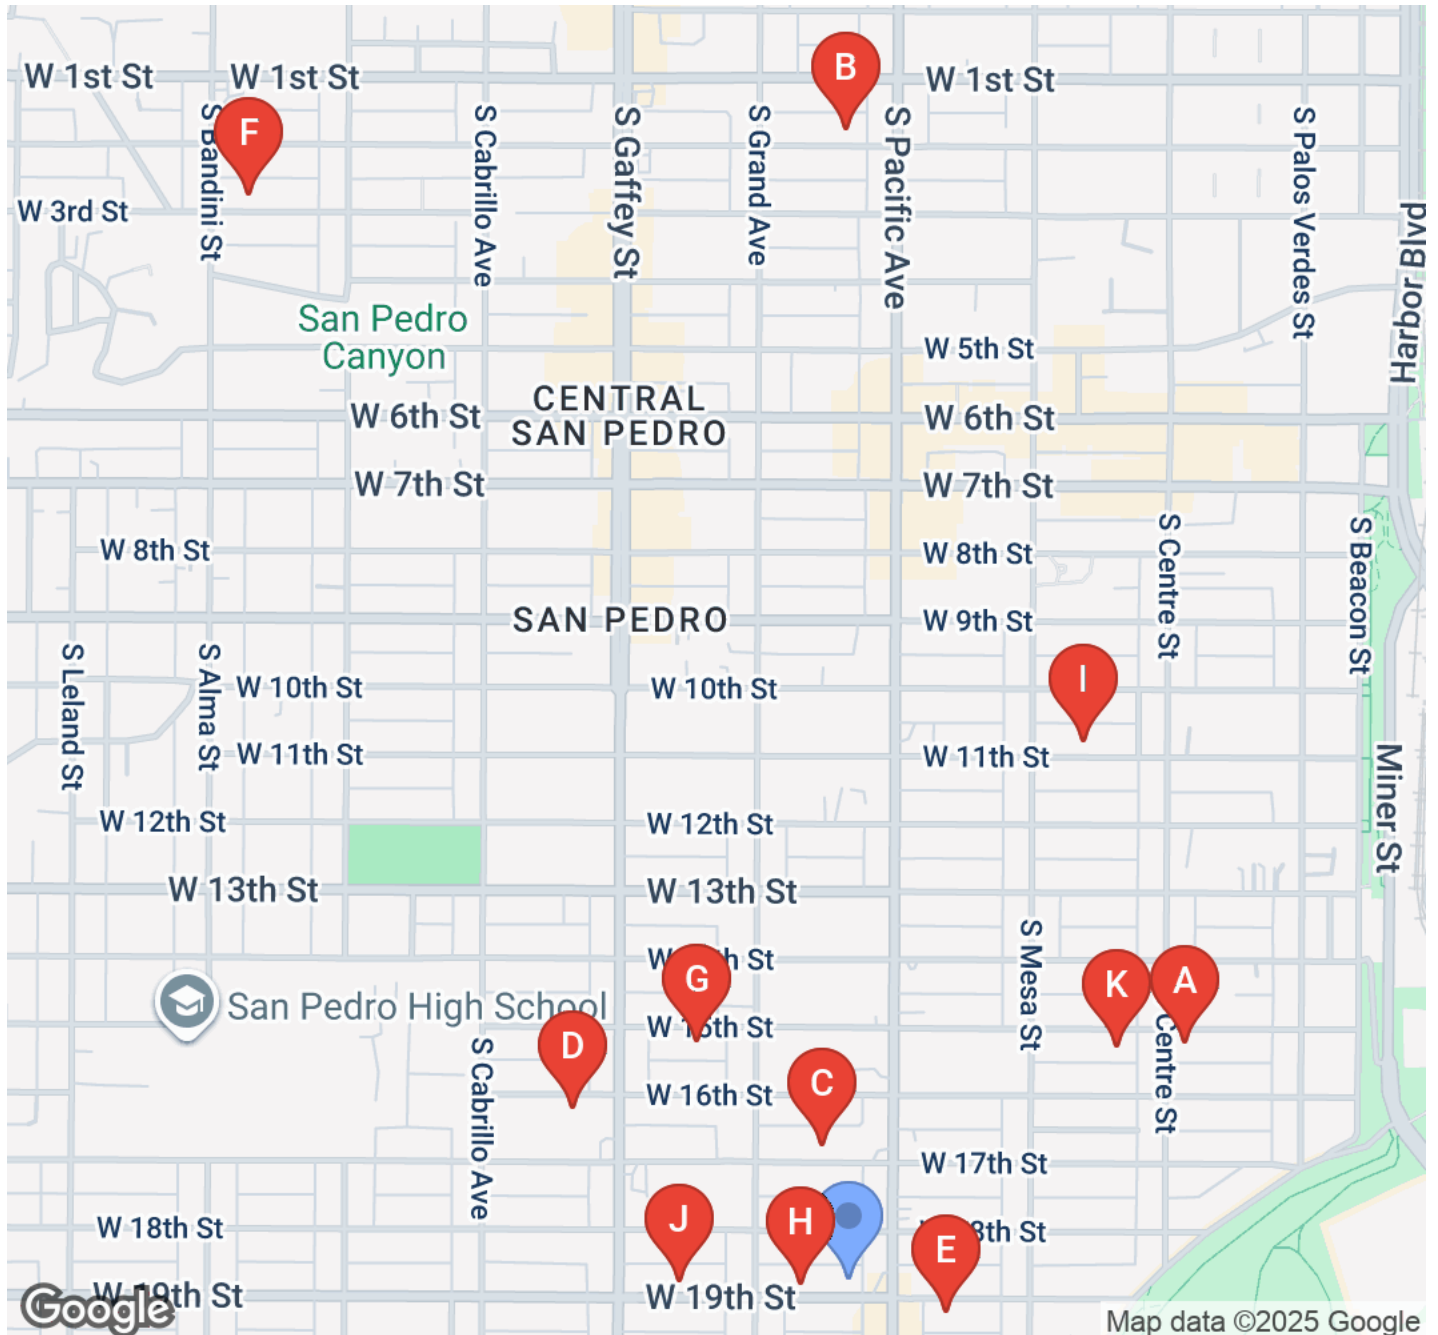 B
W 1st St
W 1st St
W 1st St
S Bandini St
F
S Cabrillo Ave
S Gaffey St
S Grand Ave
S Pacific Ave
S Palos Verdes St
W 3rd St
Harbor Blvd
San Pedro
Canyon
W 5th St
CENTRAL
SAN PEDRO
W 6th St
W 6th St
W 7th St
W 7th St
W 8th St
W 8th St
S Centre St
S Beacon St
SAN PEDRO
W 9th St
S Leland St
S Alma St
W 10th St
W 10th St
I
W 11th St
W 11th St
Miner St
W 12th St
W 12th St
W 13th St
W 13th St
S Mesa St
G
K
A
San Pedro High School
W 15th St
D
S Cabrillo Ave
Centre St
C
W 16th St
W 17th St
J
H
E
W 18th St
W 19th St
W 19th St
Google
Map data ©2025 Google